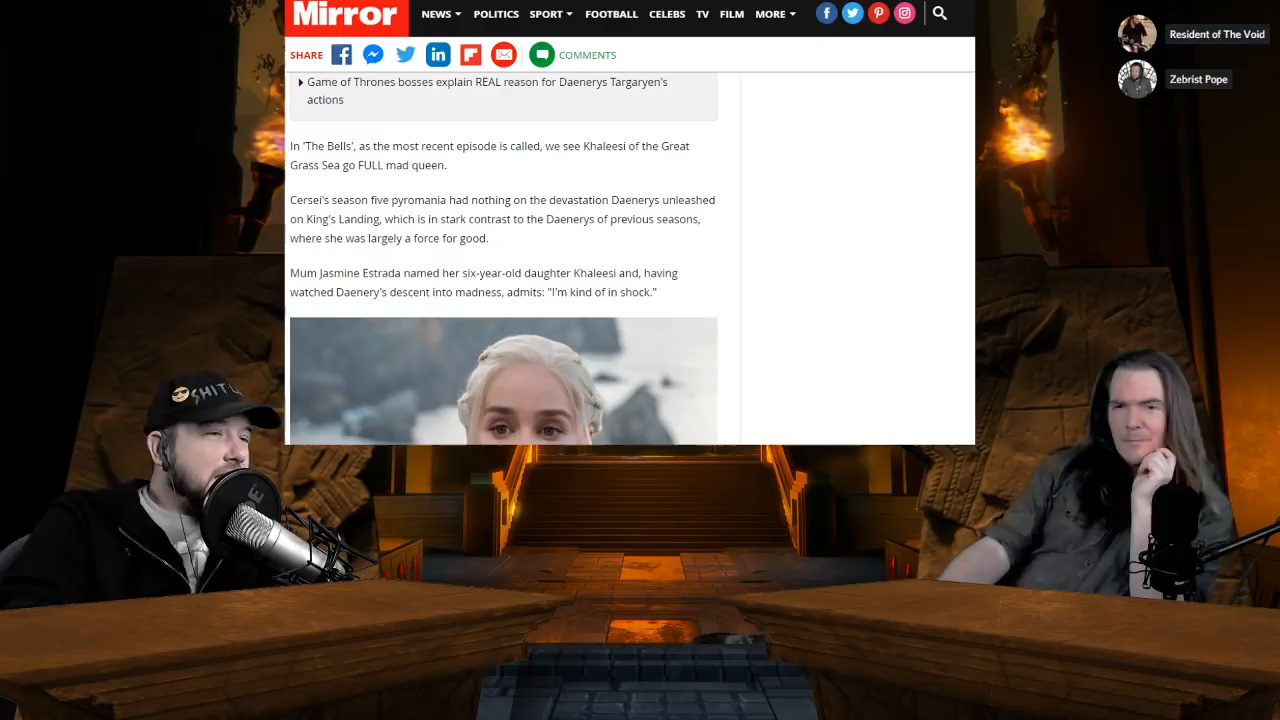 Mirror
NEWS POLITICS SPORT FOOTBALL CELEBS TV FILM MORE
SHARE COMMENTS
Game of Thrones bosses explain REAL reason for Daenerys Targaryen's
actions
In 'The Bells', as the most recent episode is called, we see Khaleesi of the Great
Grass Sea go FULL mad queen.
Cersei's season five pyromania had nothing on the devastation Daenerys unleashed
on King's Landing, which is in stark contrast to the Daenerys of previous seasons,
where she was largely a force for good.
Mum Jasmine Estrada named her six-year-old daughter Khaleesi and, having
watched Daenery's descent into madness, admits: "I'm kind of in shock."
Resident of The Void
Zebrist Pope